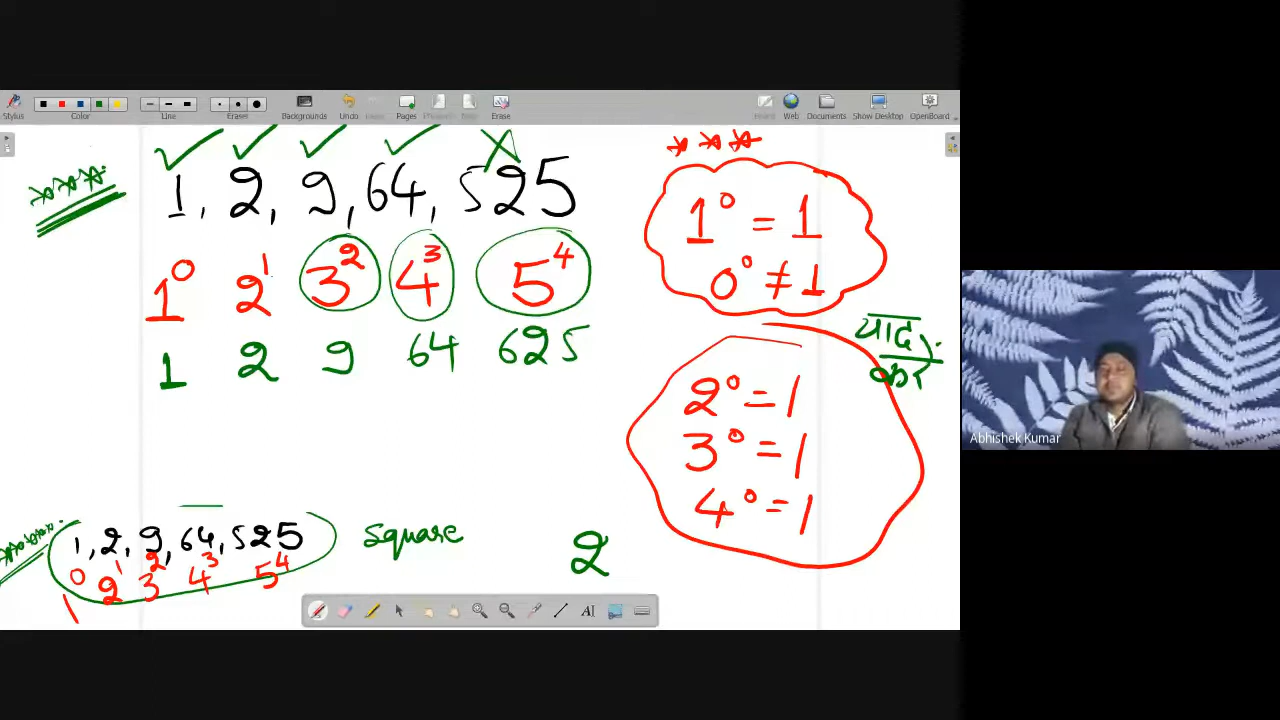 Stylus Color Line Eraser Backgrounds Undo Pages Erase Board Web Documents Show Desktop OpenBoard
1, 2, 9, 64, 525
1⁰ 2¹ 3² 4³ 5⁴
1 2 9 64 625
1⁰ = 1
0⁰ ≠ 1
याद
करें
2⁰ = 1
3⁰ = 1
4⁰ = 1
1, 2, 9, 64, 525 square 2
1⁰ 2¹ 3² 4³ 5⁴
Abhishek Kumar
AI